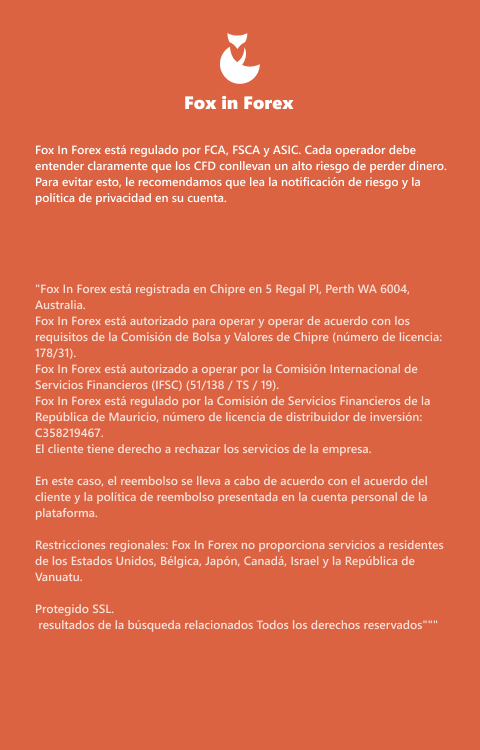 Fox in Forex
Fox In Forex está regulado por FCA, FSCA y ASIC. Cada operador debe
entender claramente que los CFD conllevan un alto riesgo de perder dinero.
Para evitar esto, le recomendamos que lea la notificación de riesgo y la
política de privacidad en su cuenta.
"Fox In Forex está registrada en Chipre en 5 Regal Pl, Perth WA 6004,
Australia.
Fox In Forex está autorizado para operar y operar de acuerdo con los
requisitos de la Comisión de Bolsa y Valores de Chipre (número de licencia:
178/31).
Fox In Forex está autorizado a operar por la Comisión Internacional de
Servicios Financieros (IFSC) (51/138 / TS / 19).
Fox In Forex está regulado por la Comisión de Servicios Financieros de la
República de Mauricio, número de licencia de distribuidor de inversión:
C358219467.
El cliente tiene derecho a rechazar los servicios de la empresa.
En este caso, el reembolso se lleva a cabo de acuerdo con el acuerdo del
cliente y la política de reembolso presentada en la cuenta personal de la
plataforma.
Restricciones regionales: Fox In Forex no proporciona servicios a residentes
de los Estados Unidos, Bélgica, Japón, Canadá, Israel y la República de
Vanuatu.
Protegido SSL.
resultados de la búsqueda relacionados Todos los derechos reservados"""